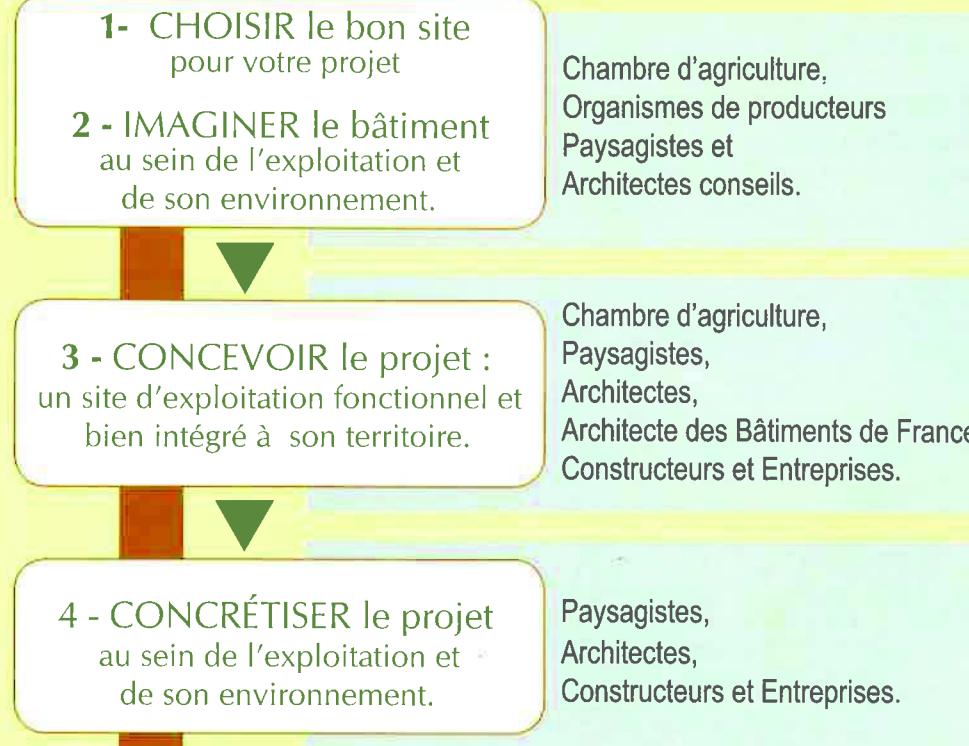 1- CHOISIR le bon site
pour votre projet
2 - IMAGINER le bâtiment
au sein de l'exploitation et
de son environnement.
Chambre d'agriculture,
Organismes de producteurs
Paysagistes et
Architectes conseils.
3 - CONCEVOIR le projet :
un site d'exploitation fonctionnel et
bien intégré à son territoire.
Chambre d'agriculture,
Paysagistes,
Architectes,
Architecte des Bâtiments de France
Constructeurs et Entreprises.
4 - CONCRÉTISER le projet
au sein de l'exploitation et
de son environnement.
Paysagistes,
Architectes,
Constructeurs et Entreprises.